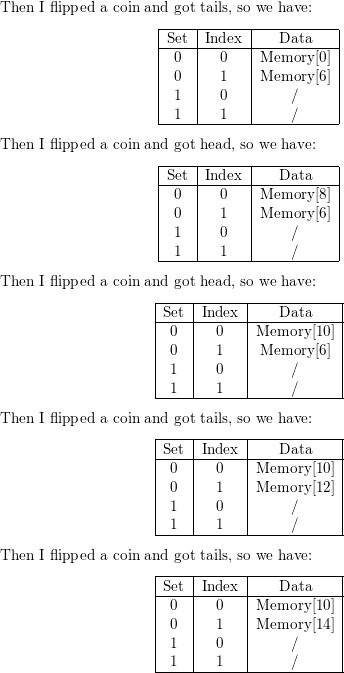 Then I flipped a coin and got tails, so we have:
Set Index Data
0 0 Memory[0]
0 1 Memory[6]
1 0 /
1 1 /
Then I flipped a coin and got head, so we have:
Set Index Data
0 0 Memory[8]
0 1 Memory[6]
1 0 /
1 1 /
Then I flipped a coin and got head, so we have:
Set Index Data
0 0 Memory[10]
0 1 Memory[6]
1 0 /
1 1 /
Then I flipped a coin and got tails, so we have:
Set Index Data
0 0 Memory[10]
0 1 Memory[12]
1 0 /
1 1 /
Then I flipped a coin and got tails, so we have:
Set Index Data
0 0 Memory[10]
0 1 Memory[14]
1 0 /
1 1 /